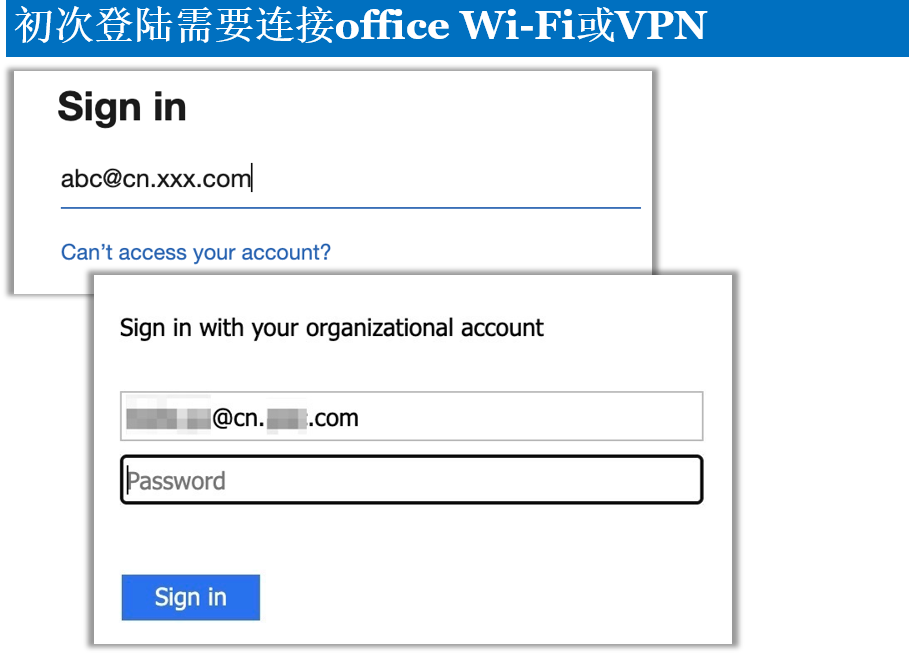 初次登陆需要连接office Wi-Fi或VPN
Sign in
abc@cn.xxx.com
Can't access your account?
Sign in with your organizational account
@cn. .com
Password
Sign in